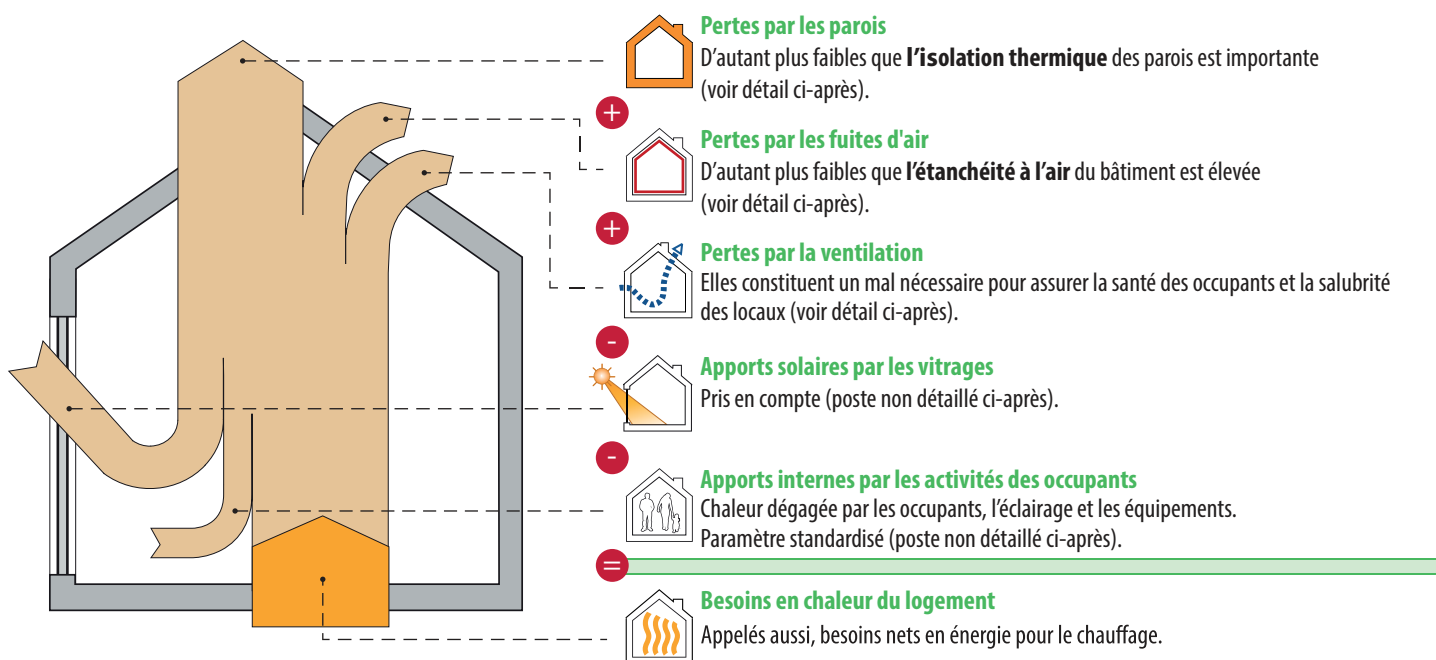 Pertes par les parois
D'autant plus faibles que l'isolation thermique des parois est importante
(voir détail ci-après).
+
Pertes par les fuites d'air
D'autant plus faibles que l'étanchéité à l'air du bâtiment est élevée
(voir détail ci-après).
+
Pertes par la ventilation
Elles constituent un mal nécessaire pour assurer la santé des occupants et la salubrité
des locaux (voir détail ci-après).
-
Apports solaires par les vitrages
Pris en compte (poste non détaillé ci-après).
-
Apports internes par les activités des occupants
Chaleur dégagée par les occupants, l'éclairage et les équipements.
Paramètre standardisé (poste non détaillé ci-après).
=
Besoins en chaleur du logement
Appelés aussi, besoins nets en énergie pour le chauffage.